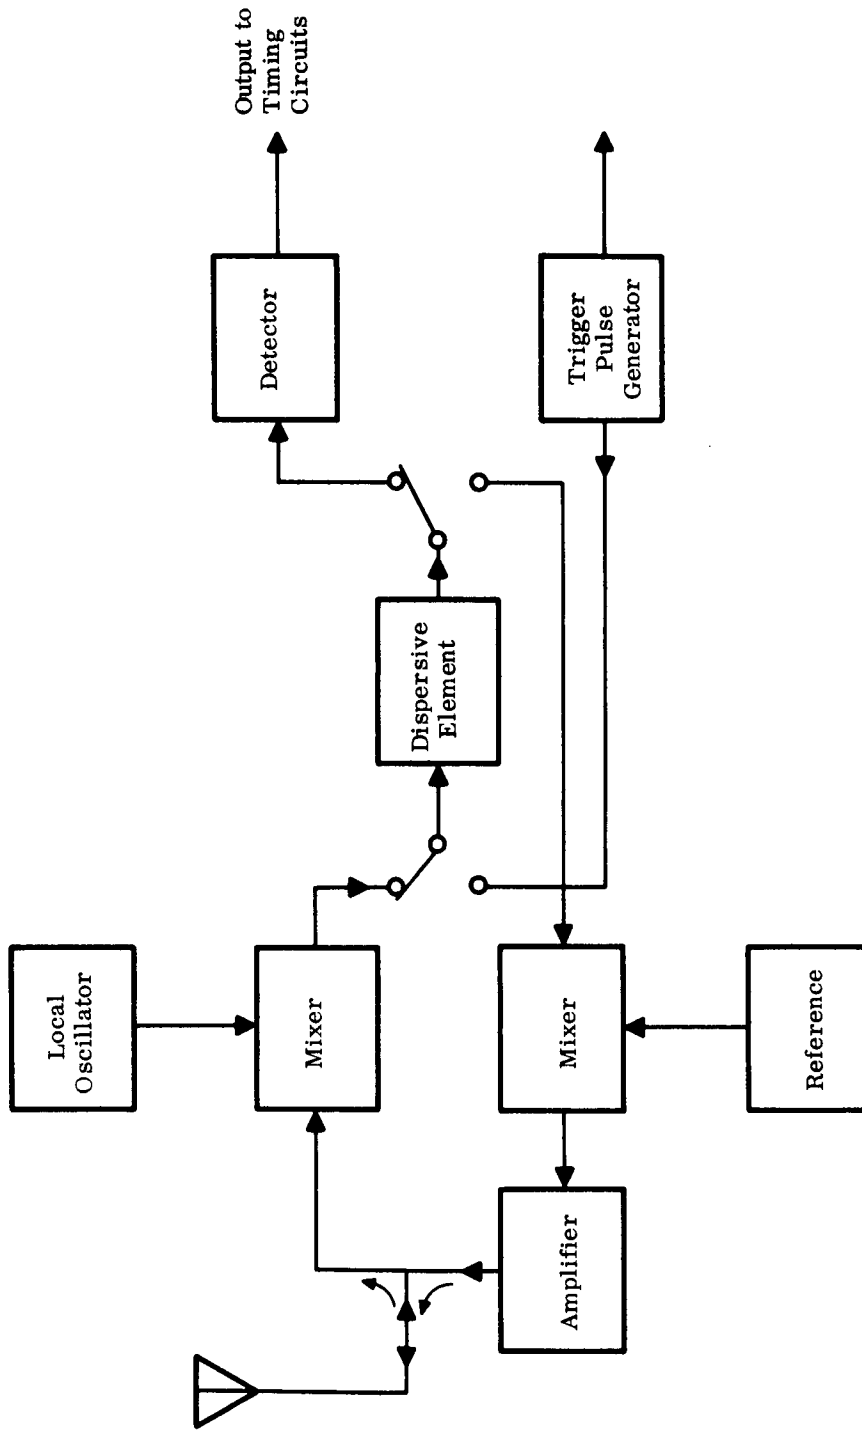 Local
Oscillator
Mixer
Dispersive
Element
Detector
Output to
Timing
Circuits
Amplifier
Mixer
Reference
Trigger
Pulse
Generator